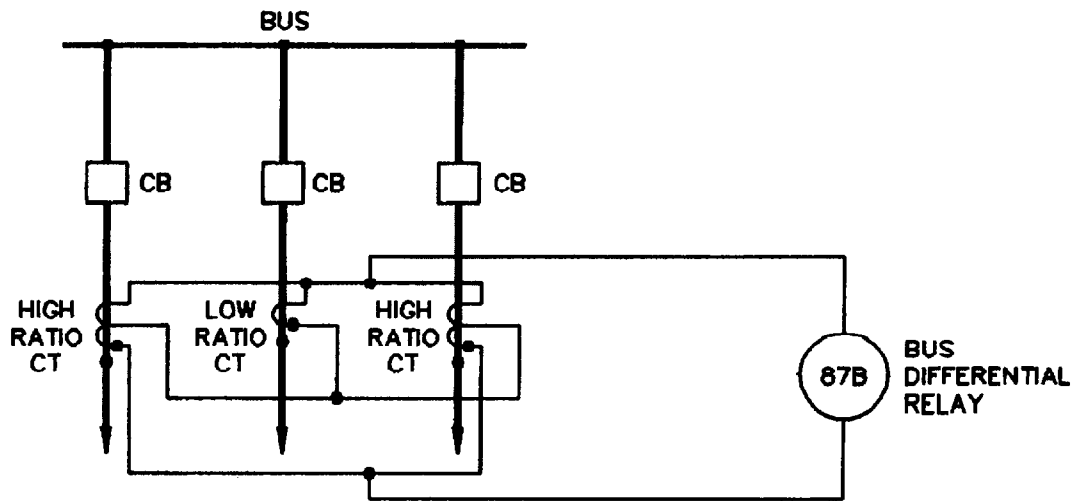 BUS
CB
CB
CB
HIGH
RATIO
CT
LOW
RATIO
CT
HIGH
RATIO
CT
87B
BUS
DIFFERENTIAL
RELAY